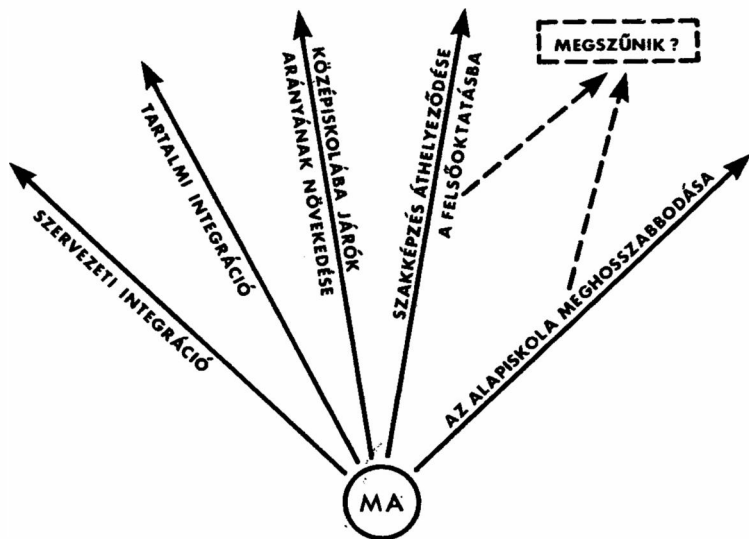 SZERVEZETI INTEGRÁCIÓ
TARTALMI INTEGRÁCIÓ
KÖZÉPISKOLÁBA JÁRÓK
ARÁNYÁNAK NÖVEKEDÉSE
SZAKKÉPZÉS ÁTHELYEZŐDÉSE
A FELSŐOKTATÁSBA
MEGSZŰNIK ?
AZ ALAPISKOLA MEGHOSSZABBODÁSA
MA